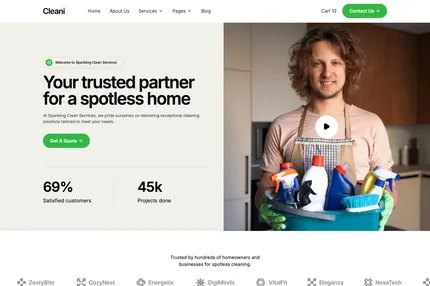 Cleani
Home About Us Services Pages Blog
Cart Contact Us
Welcome to Sparkling Clean Services
Your trusted partner
for a spotless home
At Sparkling Clean Services, we pride ourselves on delivering exceptional cleaning
solutions tailored to meet your needs.
Get A Quote
69% 45k
Satisfied customers Projects done
Trusted by hundreds of homeowners and
businesses for spotless cleaning.
ZestyBite CozyNest Energetix DigiMinds VitalFit Eleganza NexaTech